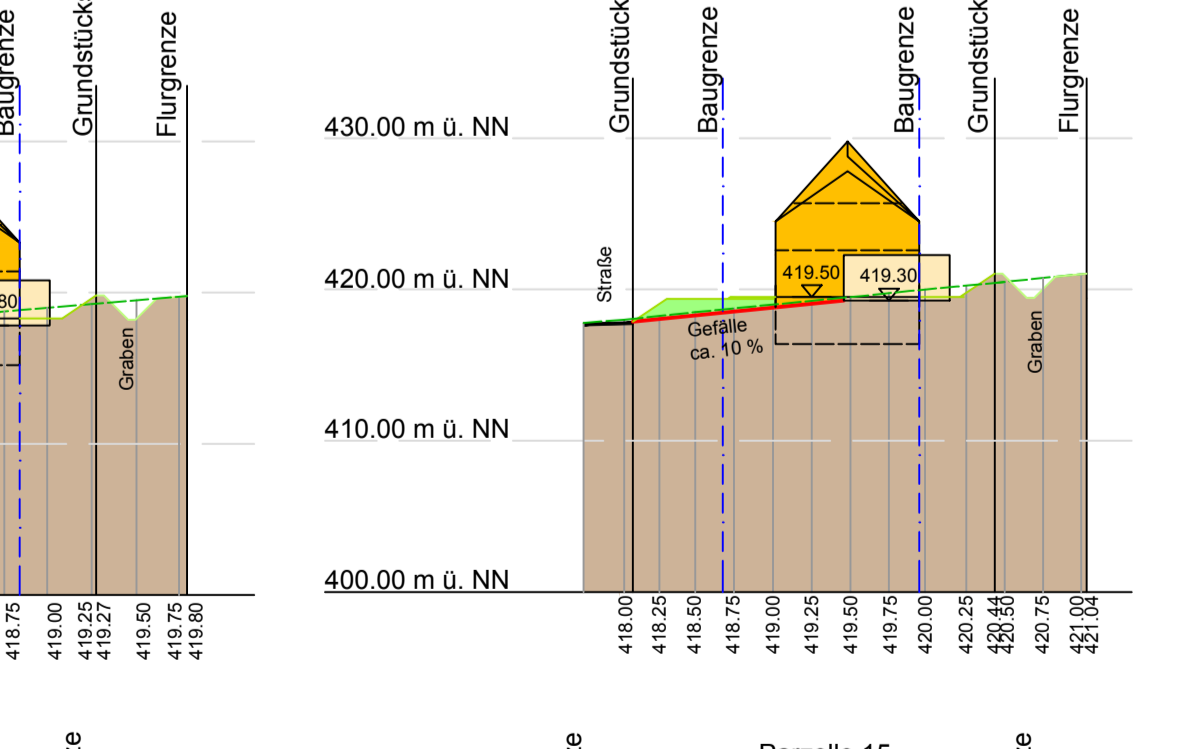 Baugrenze
Grundstück
Flurgrenze
80
Graben
418.75
419.00
419.25
419.27
419.50
419.75
419.80
Grundstück
Baugrenze
Baugrenze
Grundstück
Flurgrenze
430.00 m ü. NN
420.00 m ü. NN
410.00 m ü. NN
400.00 m ü. NN
Straße
419.50
419.30
Gefälle
ca. 10 %
Graben
418.00
418.25
418.50
418.75
419.00
419.25
419.50
419.75
420.00
420.25
420.44
420.50
420.75
421.00
421.04